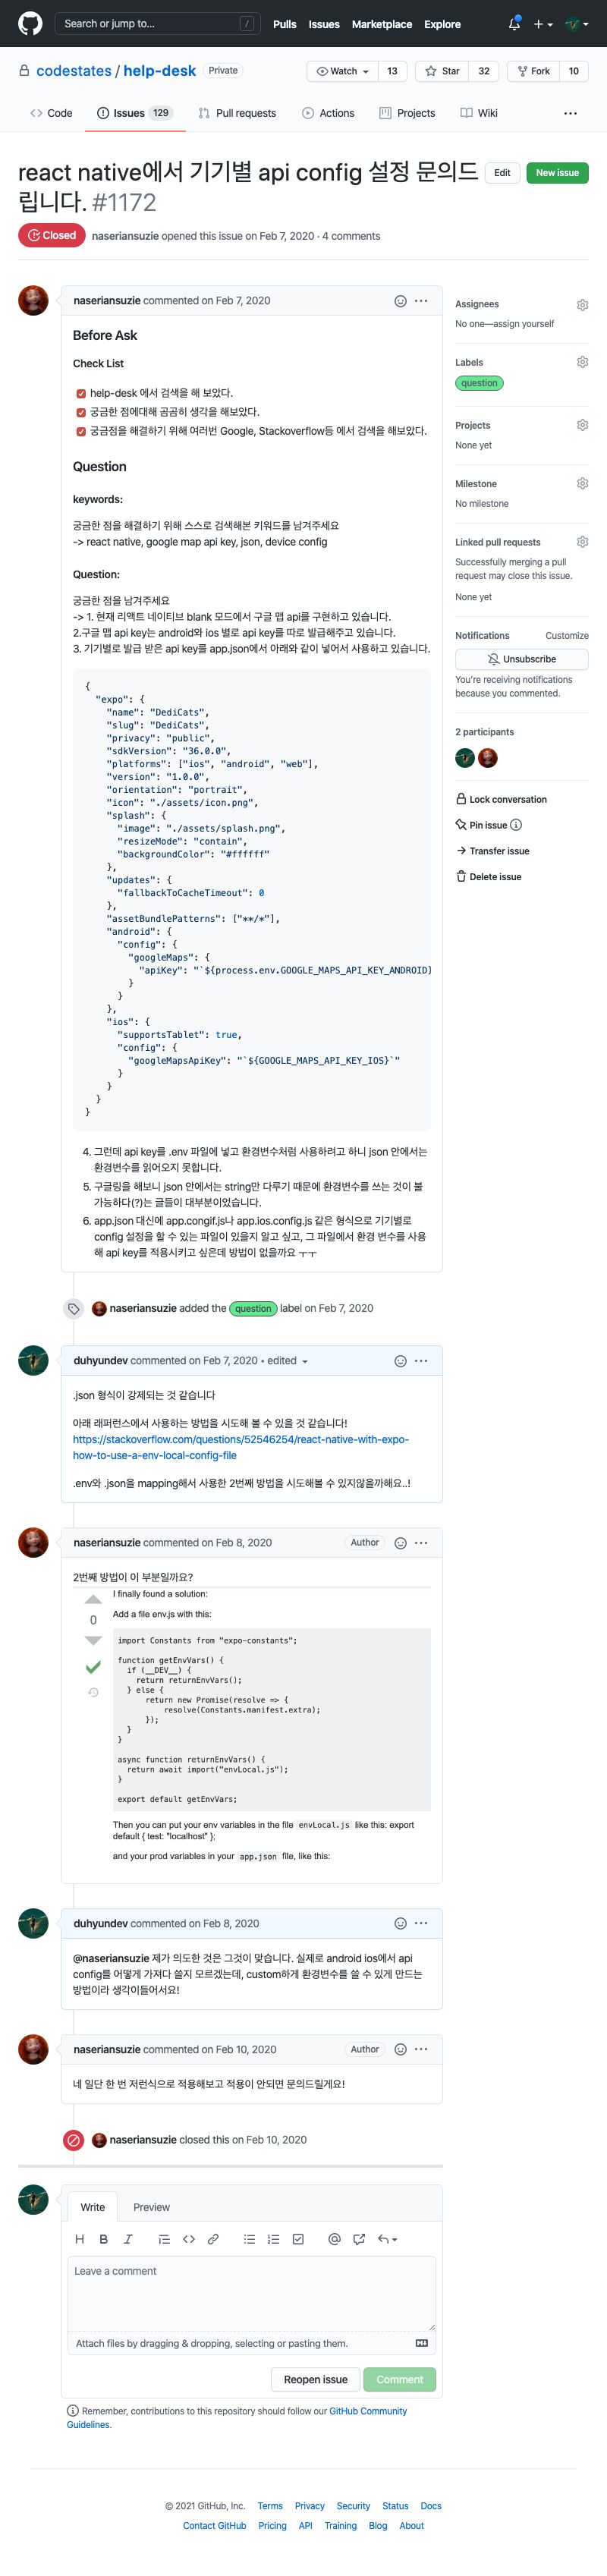 Search or jump to...
/
Pulls Issues Marketplace Explore
codestates / help-desk Private
Watch 13 Star 32 Fork 10
Code Issues 129 Pull requests Actions Projects Wiki
react native에서 기기별 api config 설정 문의드
립니다. #1172
Edit New issue
Closed naseriansuzie opened this issue on Feb 7, 2020 · 4 comments
naseriansuzie commented on Feb 7, 2020
Before Ask
Check List
help-desk 에서 검색을 해 보았다.
궁금한 점에대해 곰곰히 생각을 해보았다.
궁금점을 해결하기 위해 여러번 Google, Stackoverflow등 에서 검색을 해보았다.
Question
keywords:
궁금한 점을 해결하기 위해 스스로 검색해본 키워드를 남겨주세요
-> react native, google map api key, json, device config
Question:
궁금한 점을 남겨주세요
-> 1. 현재 리액트 네이티브 blank 모드에서 구글 맵 api를 구현하고 있습니다.
2.구글 맵 api key는 android와 ios 별로 api key를 따로 발급해주고 있습니다.
3. 기기별로 발급 받은 api key를 app.json에서 아래와 같이 넣어서 사용하고 있습니다.
{
"expo": {
"name": "DediCats",
"slug": "DediCats",
"privacy": "public",
"sdkVersion": "36.0.0",
"platforms": ["ios", "android", "web"],
"version": "1.0.0",
"orientation": "portrait",
"icon": "./assets/icon.png",
"splash": {
"image": "./assets/splash.png",
"resizeMode": "contain",
"backgroundColor": "#ffffff"
},
"updates": {
"fallbackToCacheTimeout": 0
},
"assetBundlePatterns": ["**/*"],
"android": {
"config": {
"googleMaps": {
"apiKey": "`${process.env.GOOGLE_MAPS_API_KEY_ANDROID}
}
}
},
"ios": {
"supportsTablet": true,
"config": {
"googleMapsApiKey": "`${GOOGLE_MAPS_API_KEY_IOS}`"
}
}
}
}
4. 그런데 api key를 .env 파일에 넣고 환경변수처럼 사용하려고 하니 json 안에서는
환경변수를 읽어오지 못합니다.
5. 구글링을 해보니 json 안에서는 string만 다루기 때문에 환경변수를 쓰는 것이 불
가능하다(?)는 글들이 대부분이었습니다.
6. app.json 대신에 app.congif.js나 app.ios.config.js 같은 형식으로 기기별로
config 설정을 할 수 있는 파일이 있을지 알고 싶고, 그 파일에서 환경 변수를 사용
해 api key를 적용시키고 싶은데 방법이 없을까요 ㅜㅜ
naseriansuzie added the question label on Feb 7, 2020
duhyundev commented on Feb 7, 2020 • edited
.json 형식이 강제되는 것 같습니다
아래 래퍼런스에서 사용하는 방법을 시도해 볼 수 있을 것 같습니다!
https://stackoverflow.com/questions/52546254/react-native-with-expo-
how-to-use-a-env-local-config-file
.env와 .json을 mapping해서 사용한 2번째 방법을 시도해볼 수 있지않을까해요..!
naseriansuzie commented on Feb 8, 2020 Author
2번째 방법이 이 부분일까요?
I finally found a solution:
Add a file env.js with this:
0
import Constants from "expo-constants";
function getEnvVars() {
if (__DEV__) {
return returnEnvVars();
} else {
return new Promise(resolve => {
resolve(Constants.manifest.extra);
});
}
}
async function returnEnvVars() {
return await import("envLocal.js");
}
export default getEnvVars;
Then you can put your env variables in the file envLocal.js like this: export
default { test: "localhost" };
and your prod variables in your app.json file, like this:
duhyundev commented on Feb 8, 2020
@naseriansuzie 제가 의도한 것은 그것이 맞습니다. 실제로 android ios에서 api
config를 어떻게 가져다 쓸지 모르겠는데, custom하게 환경변수를 쓸 수 있게 만드는
방법이라 생각이들어서요!
naseriansuzie commented on Feb 10, 2020 Author
네 일단 한 번 저런식으로 적용해보고 적용이 안되면 문의드릴게요!
naseriansuzie closed this on Feb 10, 2020
Write Preview
H B I
Leave a comment
Attach files by dragging & dropping, selecting or pasting them.
Reopen issue Comment
Remember, contributions to this repository should follow our GitHub Community
Guidelines.
Assignees
No one—assign yourself
Labels
question
Projects
None yet
Milestone
No milestone
Linked pull requests
Successfully merging a pull
request may close this issue.
None yet
Notifications Customize
Unsubscribe
You're receiving notifications
because you commented.
2 participants
Lock conversation
Pin issue
Transfer issue
Delete issue
© 2021 GitHub, Inc. Terms Privacy Security Status Docs
Contact GitHub Pricing API Training Blog About